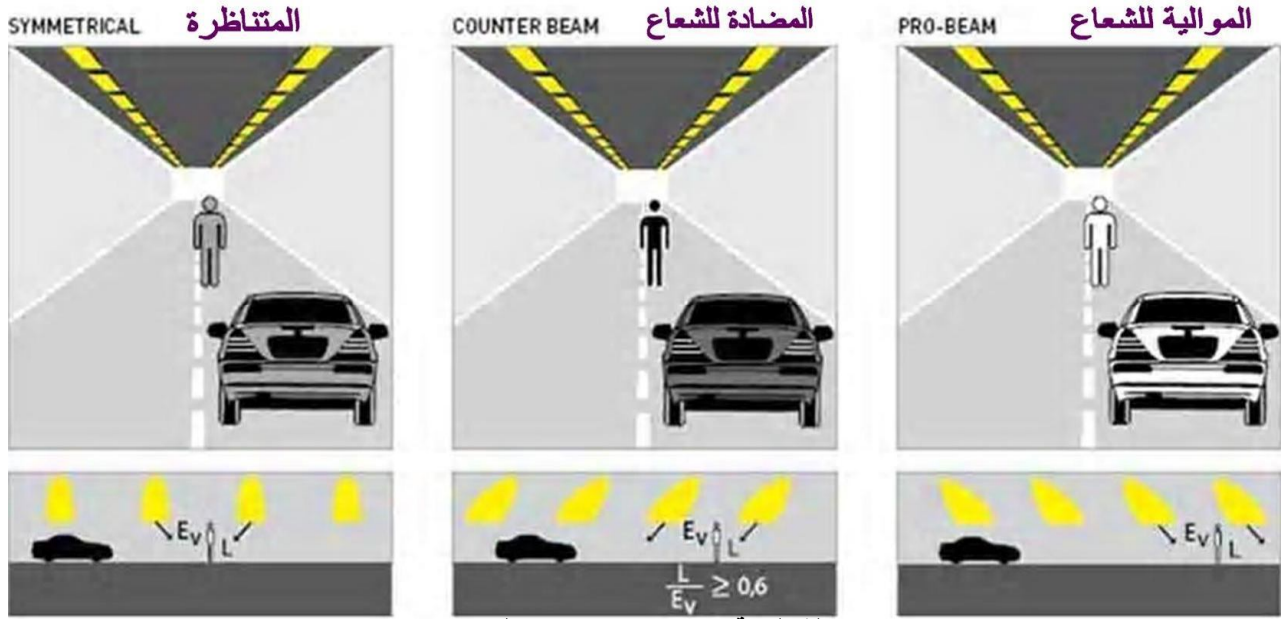 SYMMETRICAL المتناظرة
COUNTER BEAM المضادة للشعاع
PRO-BEAM الموالية للشعاع
Ev L
Ev L
L/Ev ≥ 0,6
Ev L